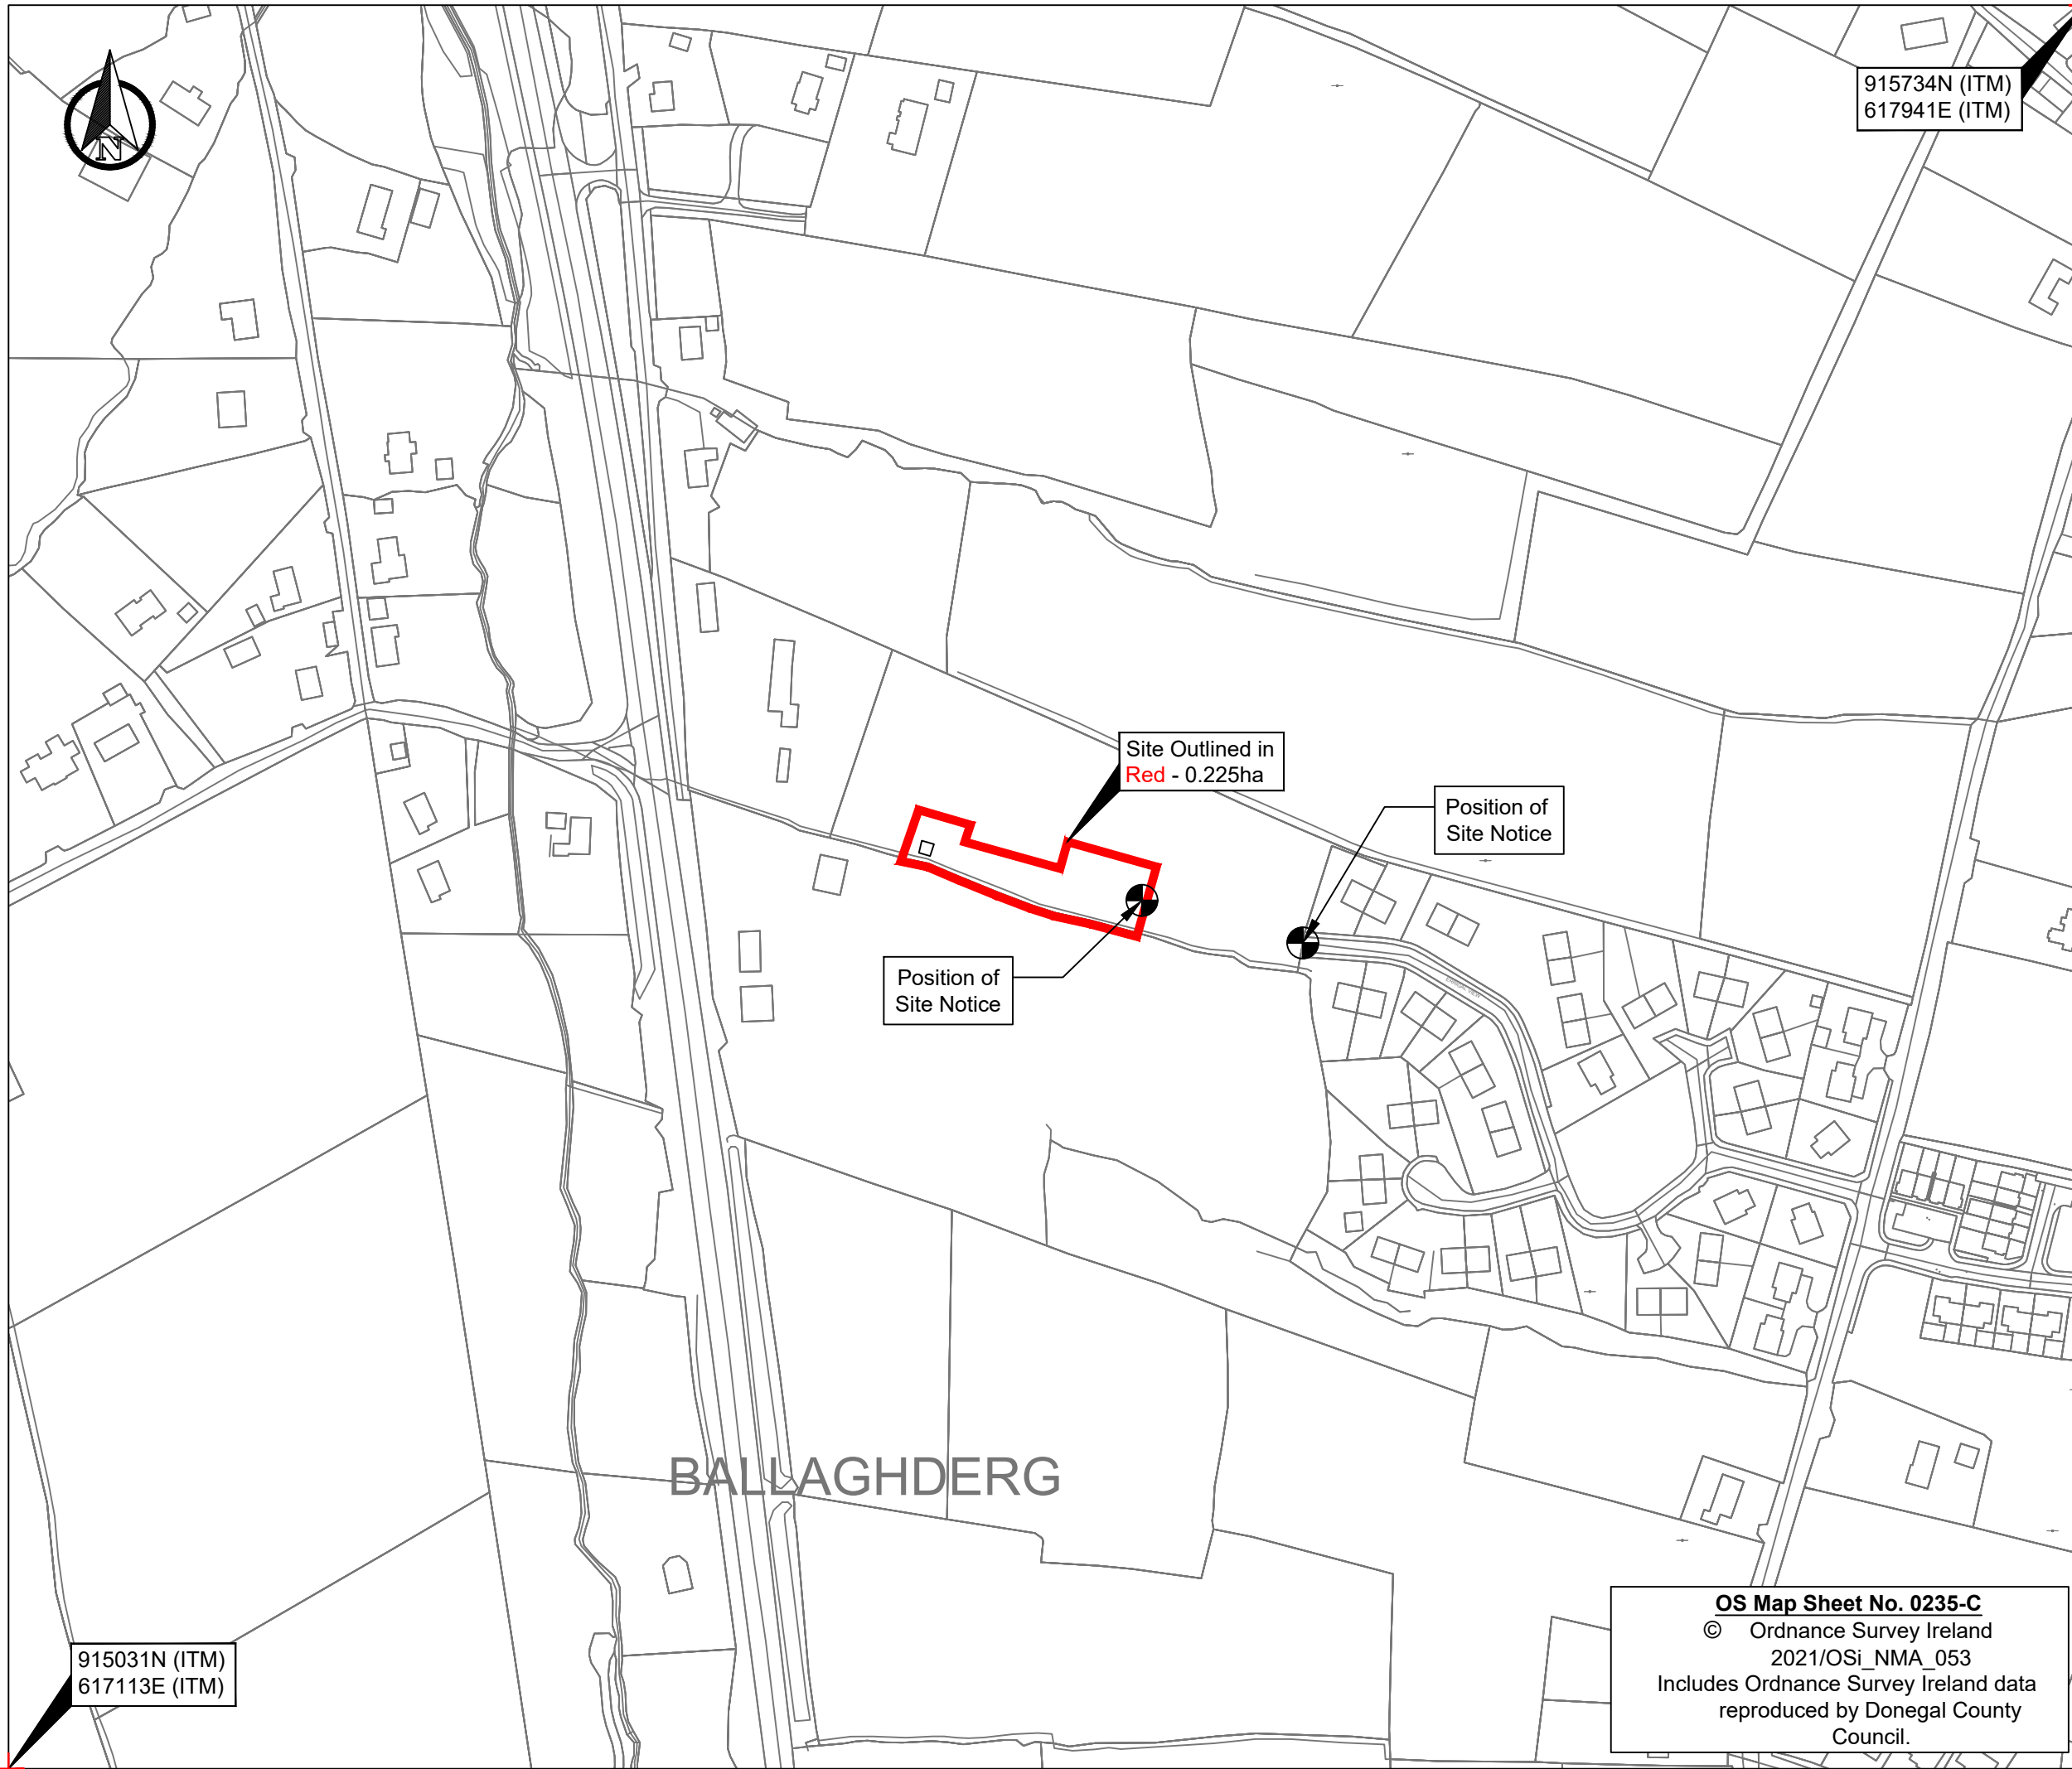 N
915734N (ITM)
617941E (ITM)
Site Outlined in
Red - 0.225ha
Position of
Site Notice
Position of
Site Notice
BALLAGHDERG
915031N (ITM)
617113E (ITM)
OS Map Sheet No. 0235-C
© Ordnance Survey Ireland
2021/OSi_NMA_053
Includes Ordnance Survey Ireland data
reproduced by Donegal County
Council.